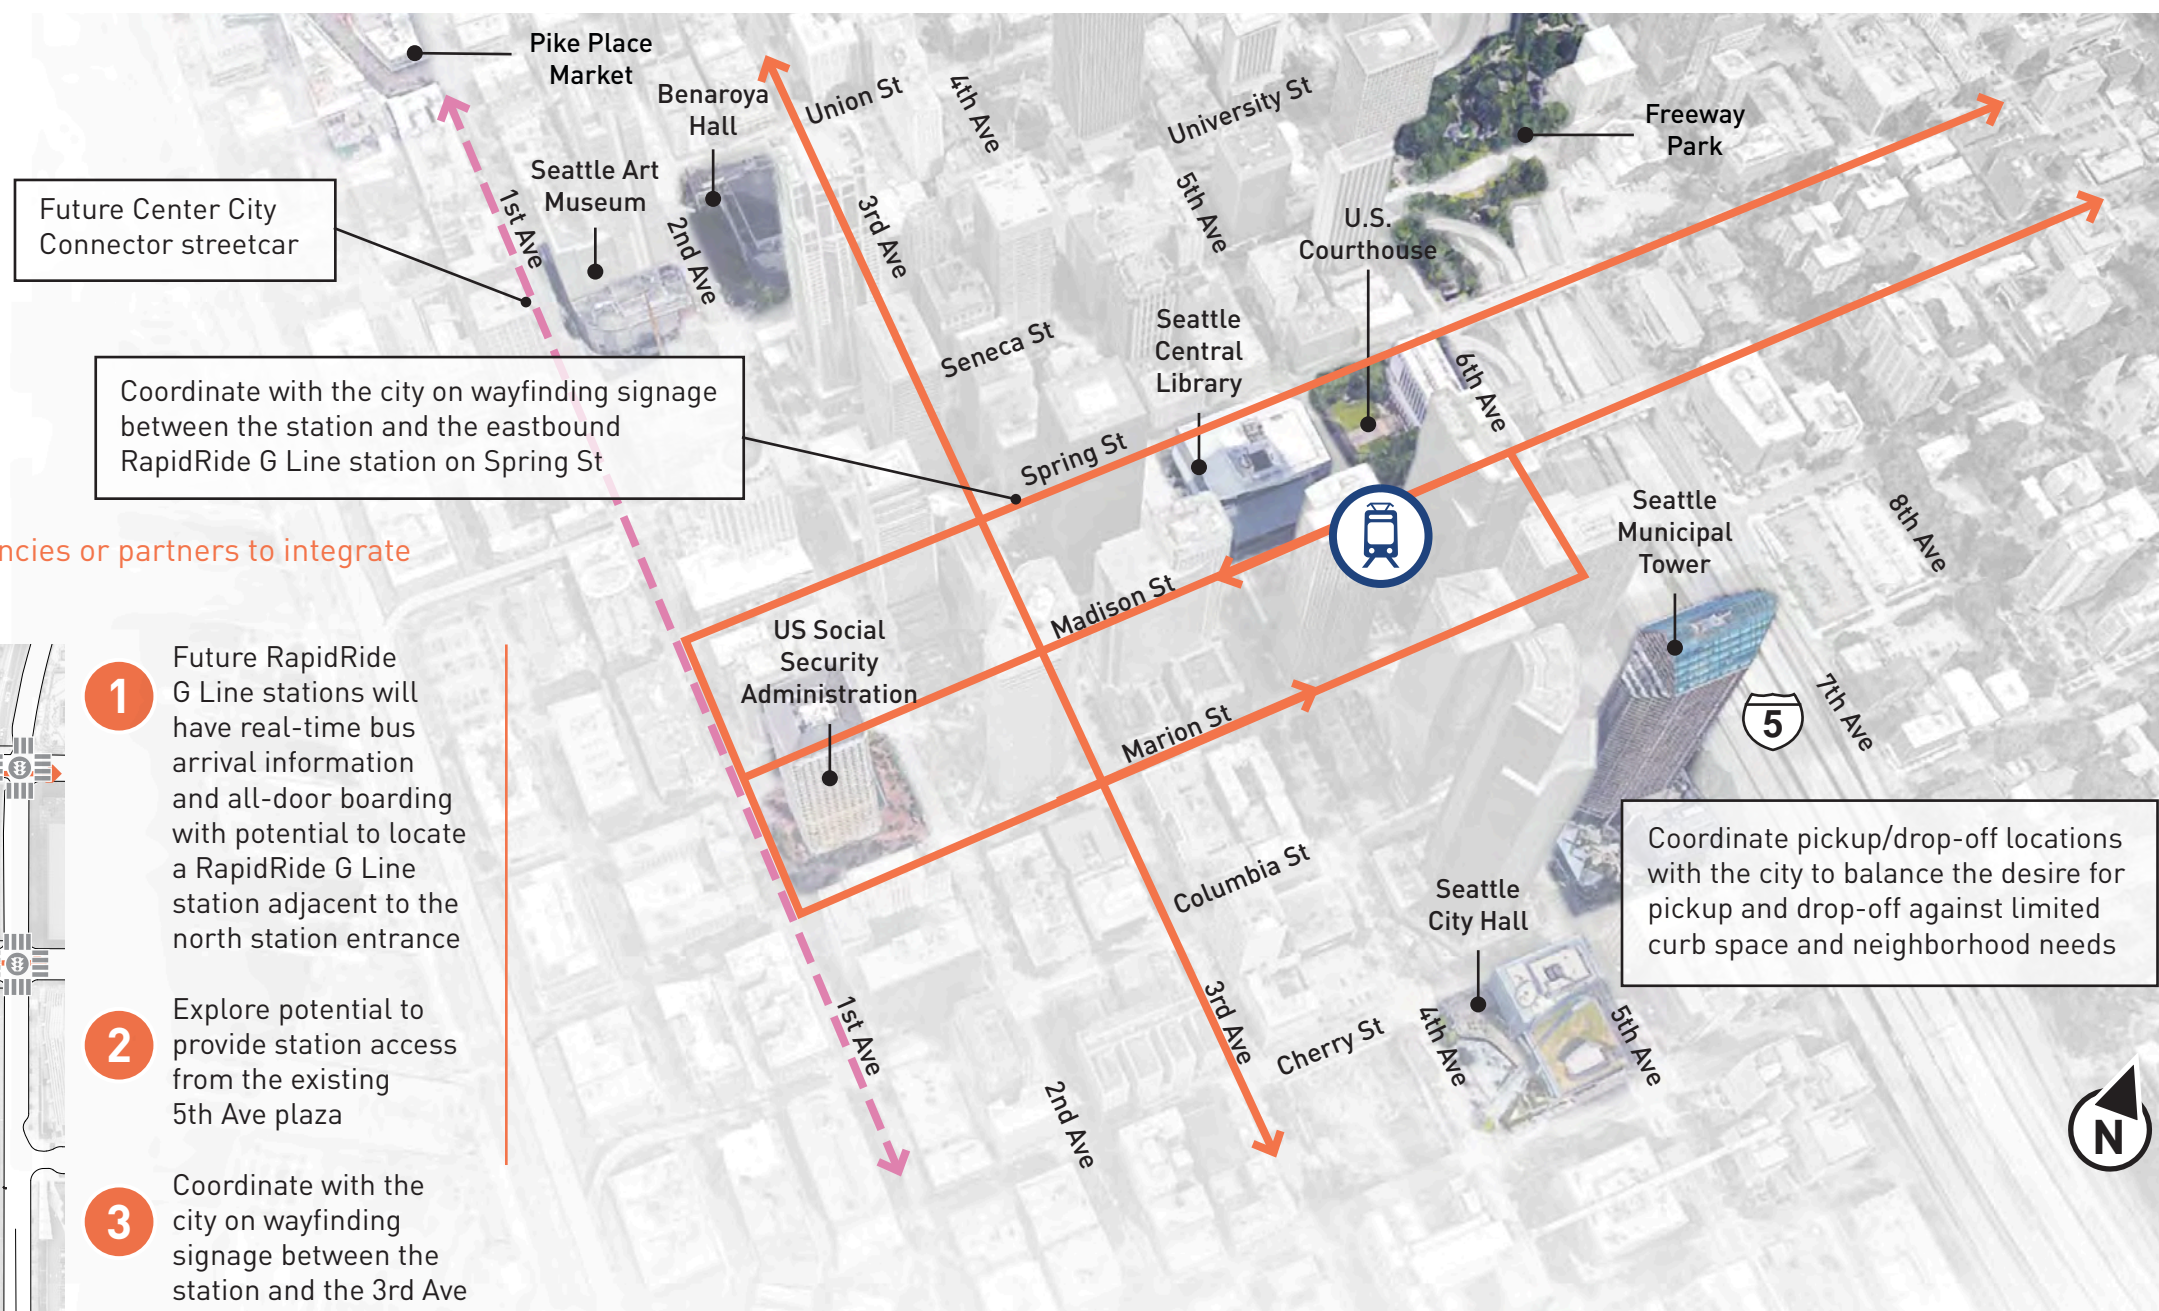 Pike Place
Market
Benaroya
Hall
Union St
4th Ave
University St
Freeway
Park
Seattle Art
Museum
1st Ave
2nd Ave
3rd Ave
5th Ave
U.S.
Courthouse
Future Center City
Connector streetcar
Seneca St
Seattle
Central
Library
6th Ave
Coordinate with the city on wayfinding signage
between the station and the eastbound
RapidRide G Line station on Spring St
Spring St
Seattle
Municipal
Tower
8th Ave
ncies or partners to integrate
Madison St
US Social
Security
Administration
Marion St
7th Ave
5
1
Future RapidRide
G Line stations will
have real-time bus
arrival information
and all-door boarding
with potential to locate
a RapidRide G Line
station adjacent to the
north station entrance
Coordinate pickup/drop-off locations
with the city to balance the desire for
pickup and drop-off against limited
curb space and neighborhood needs
Columbia St
Seattle
City Hall
1st Ave
3rd Ave
Cherry St
4th Ave
5th Ave
2nd Ave
2
Explore potential to
provide station access
from the existing
5th Ave plaza
N
3
Coordinate with the
city on wayfinding
signage between the
station and the 3rd Ave